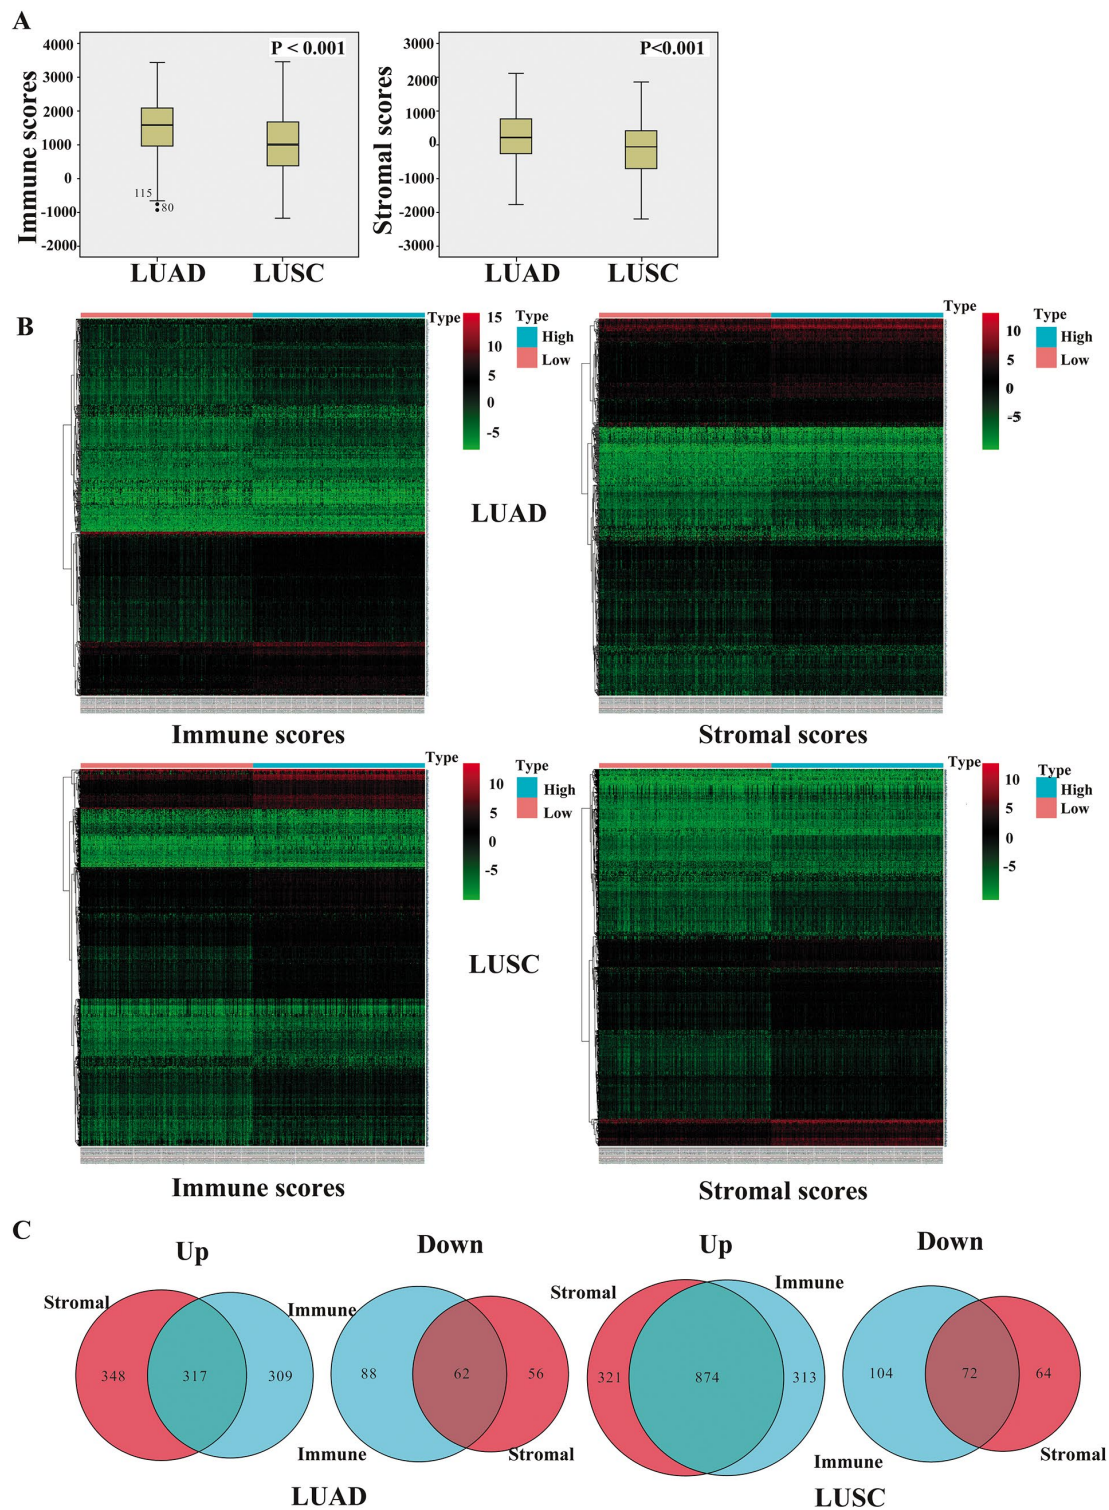 A
Immune scores
4000
3000
2000
1000
0
-1000
-2000
P < 0.001
115
80
LUAD
LUSC
Stromal scores
3000
2000
1000
0
-1000
-2000
-3000
P<0.001
LUAD
LUSC
B
Type
15
10
5
0
-5
Type
High
Low
Immune scores
LUAD
Type
10
5
0
-5
Type
High
Low
Stromal scores
Type
10
5
0
-5
Type
High
Low
Immune scores
LUSC
Type
10
5
0
-5
Type
High
Low
Stromal scores
C
Up
Stromal
Immune
348
317
309
Down
88
62
56
Immune
Stromal
LUAD
Up
Stromal
Immune
321
874
313
Down
104
72
64
Immune
Stromal
LUSC